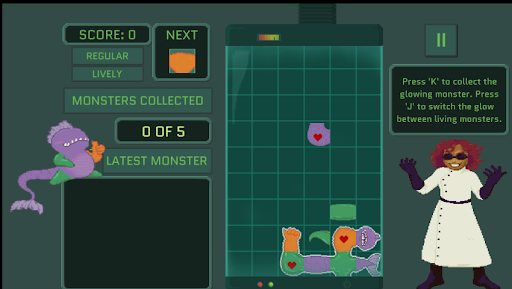 SCORE: 0
NEXT
REGULAR
LIVELY
MONSTERS COLLECTED
0 OF 5
LATEST MONSTER
Press 'K' to collect the
glowing monster. Press
'J' to switch the glow
between living monsters.